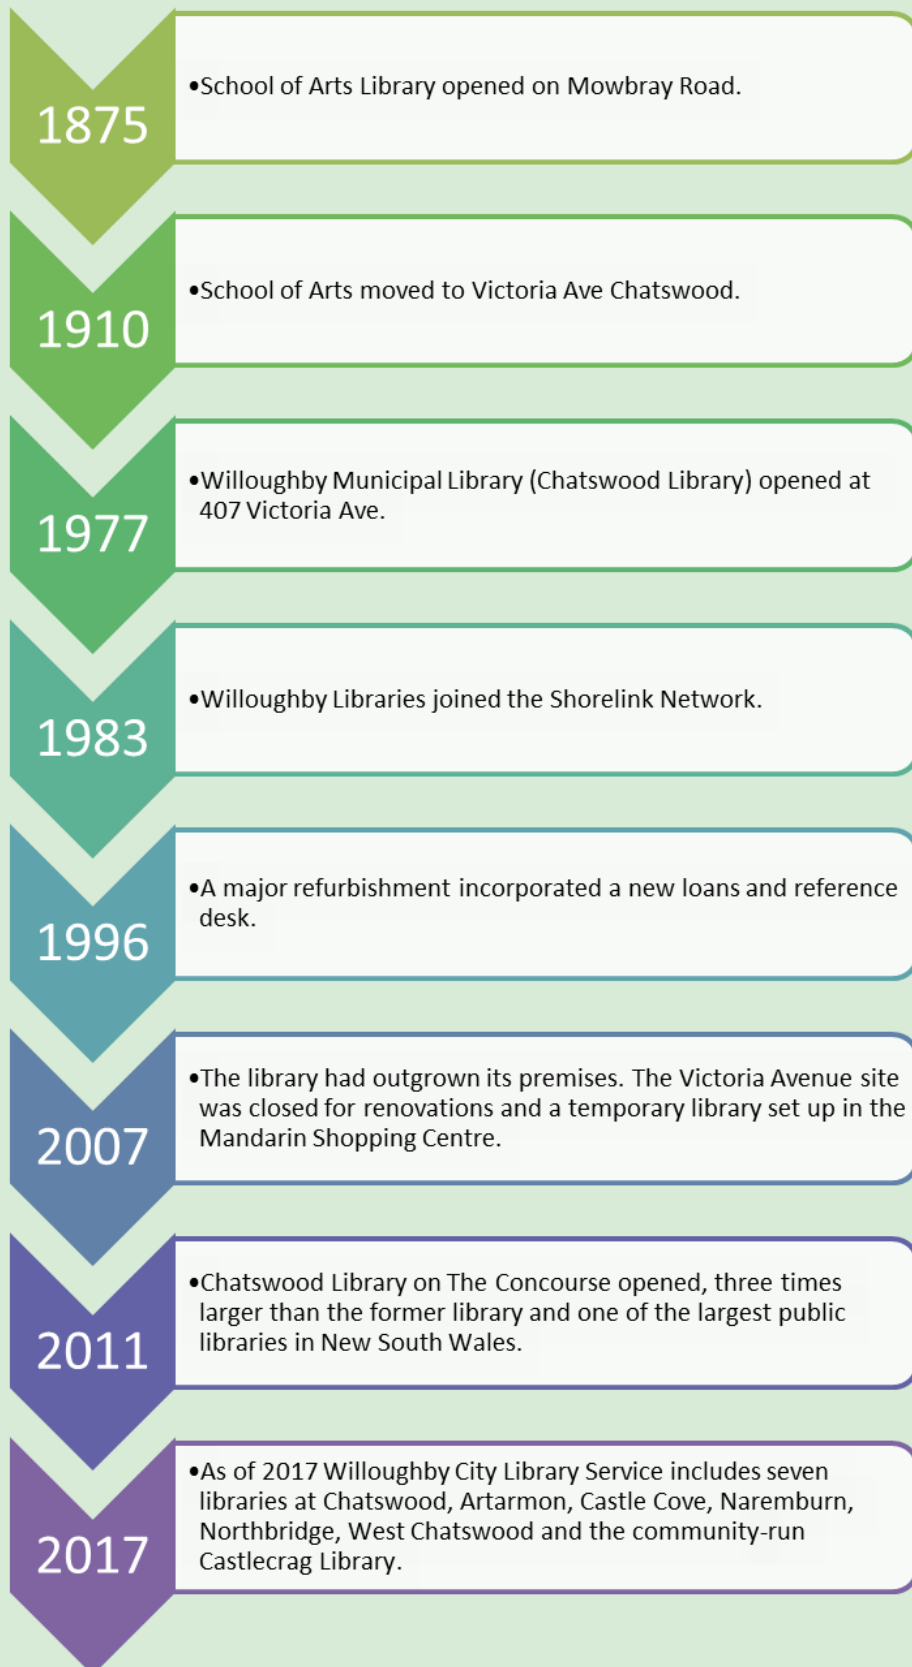 1875
•School of Arts Library opened on Mowbray Road.
1910
•School of Arts moved to Victoria Ave Chatswood.
1977
•Willoughby Municipal Library (Chatswood Library) opened at
407 Victoria Ave.
1983
•Willoughby Libraries joined the Shorelink Network.
1996
•A major refurbishment incorporated a new loans and reference
desk.
2007
•The library had outgrown its premises. The Victoria Avenue site
was closed for renovations and a temporary library set up in the
Mandarin Shopping Centre.
2011
•Chatswood Library on The Concourse opened, three times
larger than the former library and one of the largest public
libraries in New South Wales.
2017
•As of 2017 Willoughby City Library Service includes seven
libraries at Chatswood, Artarmon, Castle Cove, Naremburn,
Northbridge, West Chatswood and the community-run
Castlecrag Library.